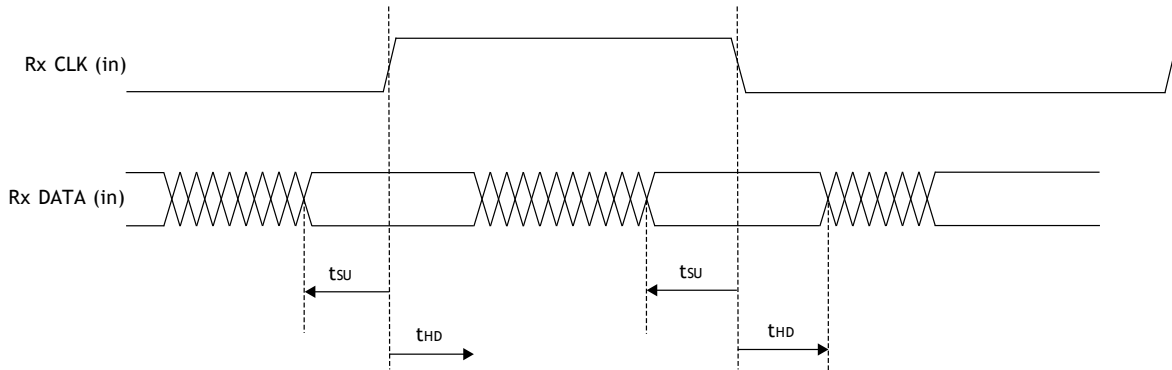 Rx CLK (in)
Rx DATA (in)
tSU
tSU
tHD
tHD